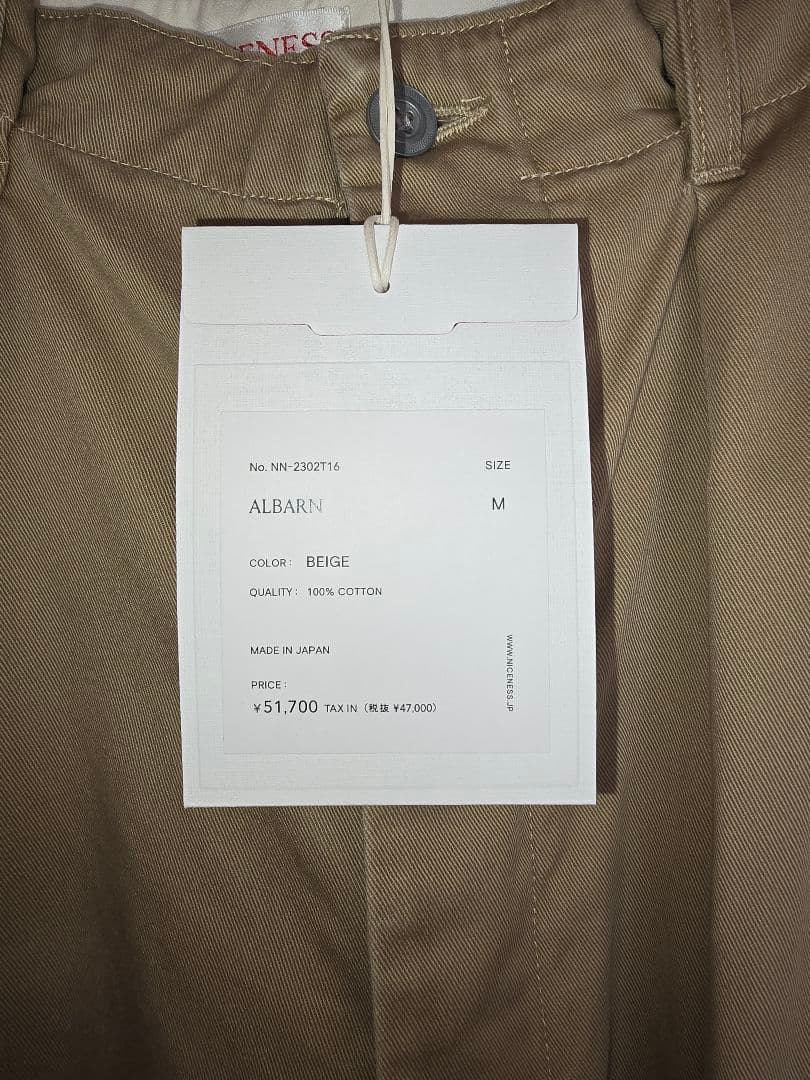 NICENESS
No. NN-2302T16
SIZE
ALBARN
M
COLOR : BEIGE
QUALITY : 100% COTTON
MADE IN JAPAN
PRICE :
¥51,700 TAX IN (税抜 ¥47,000)
WWW.NICENESS.JP